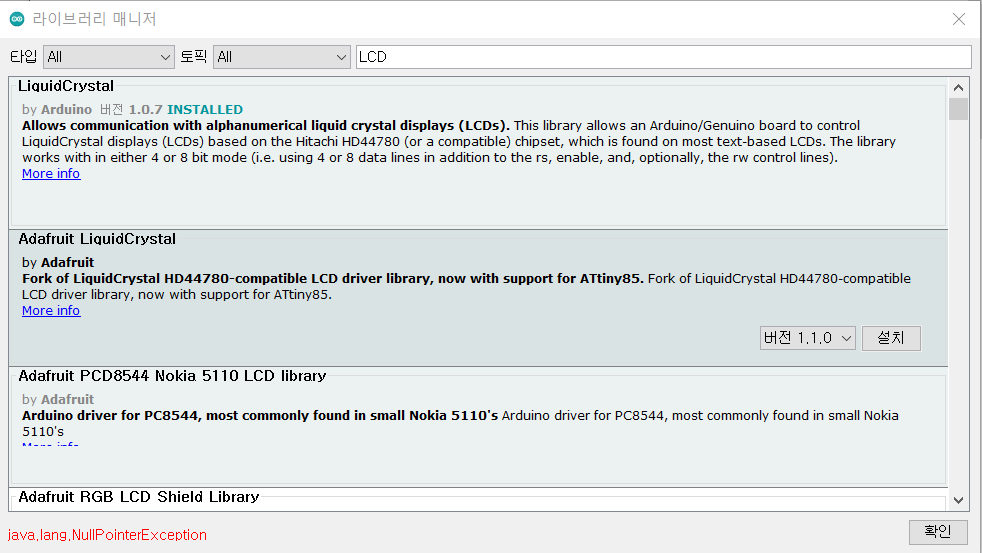 라이브러리 매니저
타입 All 토픽 All LCD
LiquidCrystal
by Arduino 버전 1.0.7 INSTALLED
Allows communication with alphanumerical liquid crystal displays (LCDs). This library allows an Arduino/Genuino board to control
LiquidCrystal displays (LCDs) based on the Hitachi HD44780 (or a compatible) chipset, which is found on most text-based LCDs. The library
works with in either 4 or 8 bit mode (i.e. using 4 or 8 data lines in addition to the rs, enable, and, optionally, the rw control lines).
More info
Adafruit LiquidCrystal
by Adafruit
Fork of LiquidCrystal HD44780-compatible LCD driver library, now with support for ATtiny85. Fork of LiquidCrystal HD44780-compatible
LCD driver library, now with support for ATtiny85.
More info
버전 1.1.0 설치
Adafruit PCD8544 Nokia 5110 LCD library
by Adafruit
Arduino driver for PC8544, most commonly found in small Nokia 5110's Arduino driver for PC8544, most commonly found in small Nokia
5110's
More info
Adafruit RGB LCD Shield Library
java.lang.NullPointerException
확인